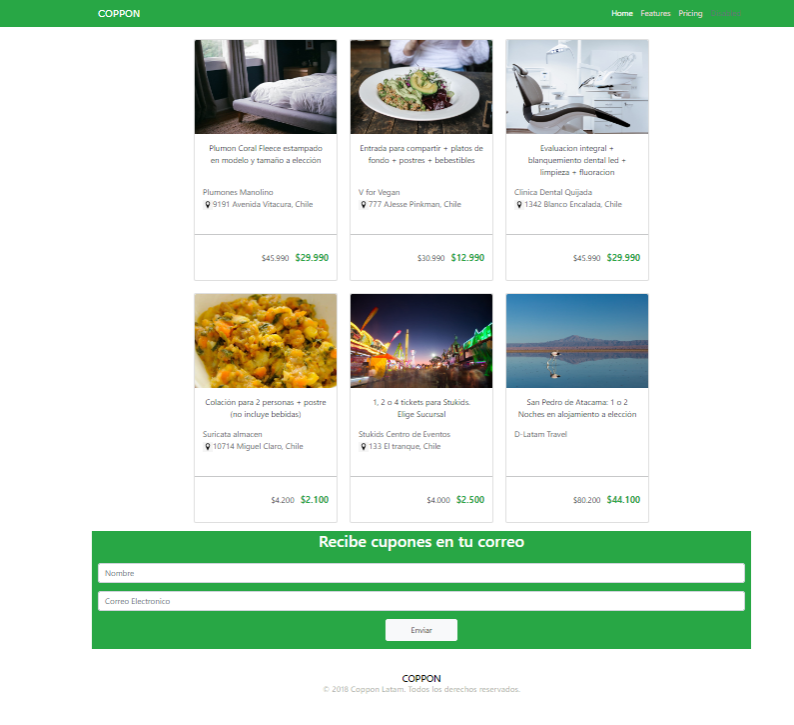 COPPON
Home Features Pricing
Plumon Coral Fleece estampado
en modelo y tamaño a elección
Plumones Manolino
9191 Avenida Vitacura, Chile
$45.990 $29.990
Entrada para compartir + platos de
fondo + postres + bebestibles
V for Vegan
777 AJesse Pinkman, Chile
$30.990 $12.990
Evaluacion integral +
blanquemiento dental led +
limpieza + fluoracion
Clinica Dental Quijada
1342 Blanco Encalada, Chile
$45.990 $29.990
Colación para 2 personas + postre
(no incluye bebidas)
Suricata almacen
10714 Miguel Claro, Chile
$4.200 $2.100
1, 2 o 4 tickets para Stukids.
Elige Sucursal
Stukids Centro de Eventos
133 El tranque, Chile
$4.000 $2.500
San Pedro de Atacama: 1 o 2
Noches en alojamiento a elección
D-Latam Travel
$80.200 $44.100
Recibe cupones en tu correo
Nombre
Correo Electronico
Enviar
COPPON
© 2018 Coppon Latam. Todos los derechos reservados.